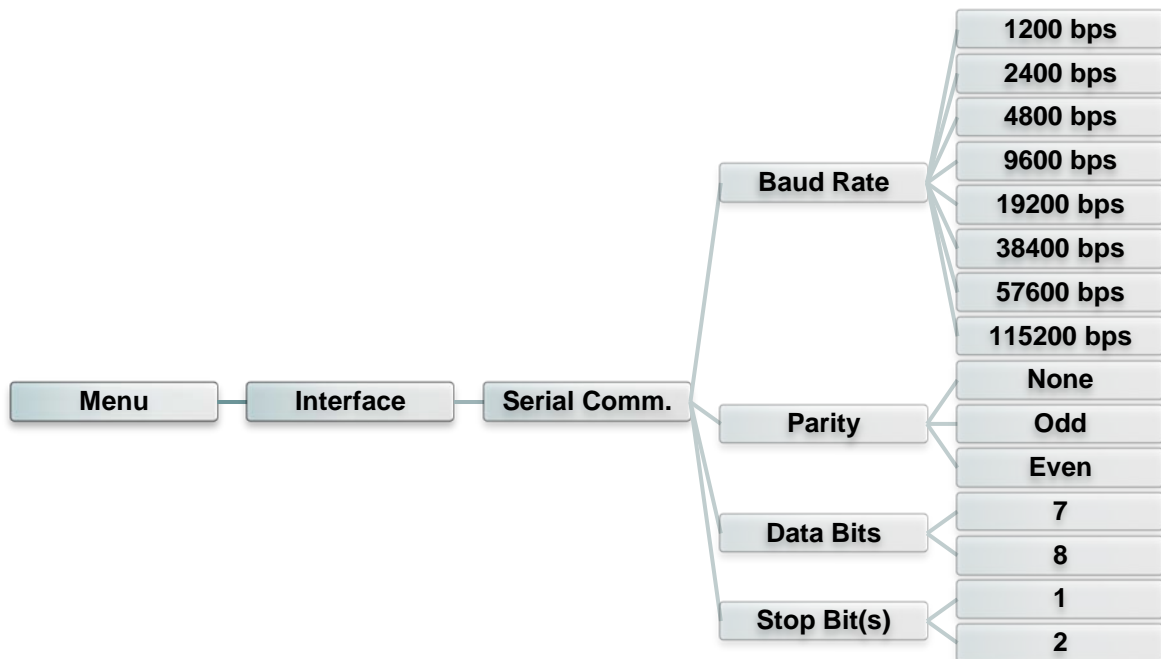 Menu
Interface
Serial Comm.
Baud Rate
1200 bps
2400 bps
4800 bps
9600 bps
19200 bps
38400 bps
57600 bps
115200 bps
Parity
None
Odd
Even
Data Bits
7
8
Stop Bit(s)
1
2